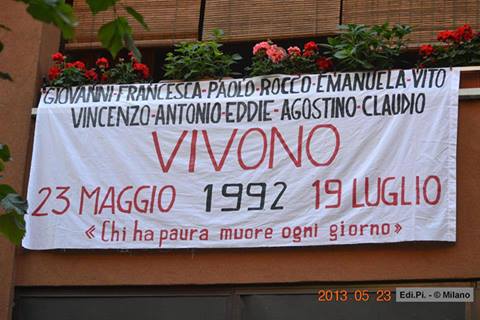 GIOVANNI-FRANCESCA-PAOLO-ROCCO-EMANUELA-VITO
VINCENZO-ANTONIO-EDDIE-AGOSTINO-CLAUDIO
VIVONO
23 MAGGIO 1992 19 LUGLIO
«Chi ha paura muore ogni giorno»
2013 05 23
Edi.Pi. - © Milano